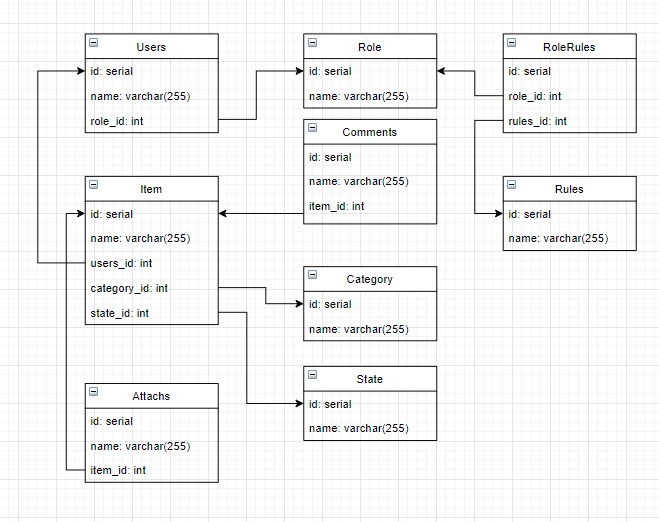 Users
id: serial
name: varchar(255)
role_id: int
Role
id: serial
name: varchar(255)
RoleRules
id: serial
role_id: int
rules_id: int
Comments
id: serial
name: varchar(255)
item_id: int
Item
id: serial
name: varchar(255)
users_id: int
category_id: int
state_id: int
Rules
id: serial
name: varchar(255)
Category
id: serial
name: varchar(255)
State
id: serial
name: varchar(255)
Attachs
id: serial
name: varchar(255)
item_id: int